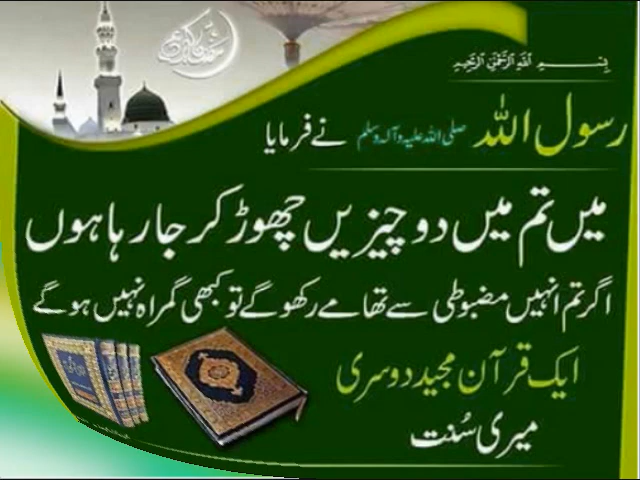 بِسْمِ اللهِ الرَّحْمٰنِ الرَّحِيْمِ
رسول اللہ صلی اللہ علیہ وآلہ وسلم نے فرمایا
میں تم میں دو چیزیں چھوڑ کر جا رہا ہوں
اگر تم انہیں مضبوطی سے تھامے رکھو گے تو کبھی گمراہ نہیں ہو گے
ایک قرآن مجید دوسری
میری سُنت